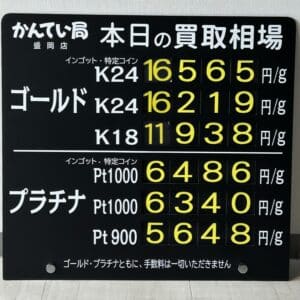 かんてい局 盛岡店 本日の買取相場
インゴット・特定コイン
K24 16565 円/g
ゴールド K24 16219 円/g
K18 11938 円/g
インゴット・特定コイン
Pt1000 6486 円/g
プラチナ Pt1000 6340 円/g
Pt900 5648 円/g
ゴールド・プラチナともに、手数料は一切いただきません